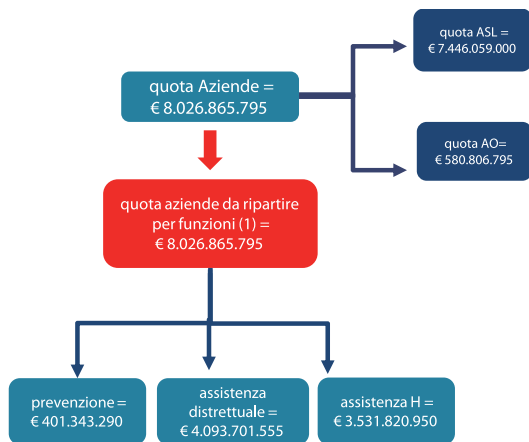 quota ASL =
€ 7.446.059.000
quota Aziende =
€ 8.026.865.795
quota AO=
€ 580.806.795
quota aziende da ripartire
per funzioni (1) =
€ 8.026.865.795
prevenzione =
€ 401.343.290
assistenza
distrettuale =
€ 4.093.701.555
assistenza H =
€ 3.531.820.950